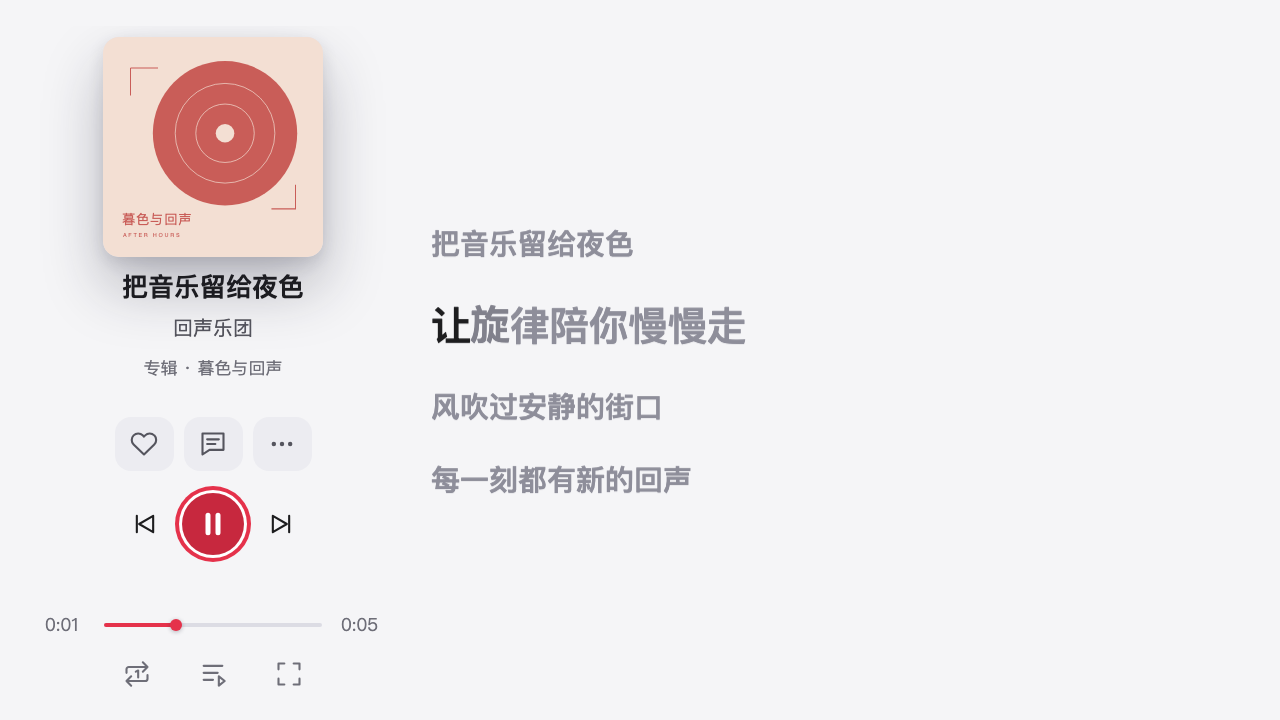 暮色与回声
AFTER HOURS
把音乐留给夜色
回声乐团
专辑 · 暮色与回声
0:01
0:05
1
把音乐留给夜色
让旋律陪你慢慢走
风吹过安静的街口
每一刻都有新的回声